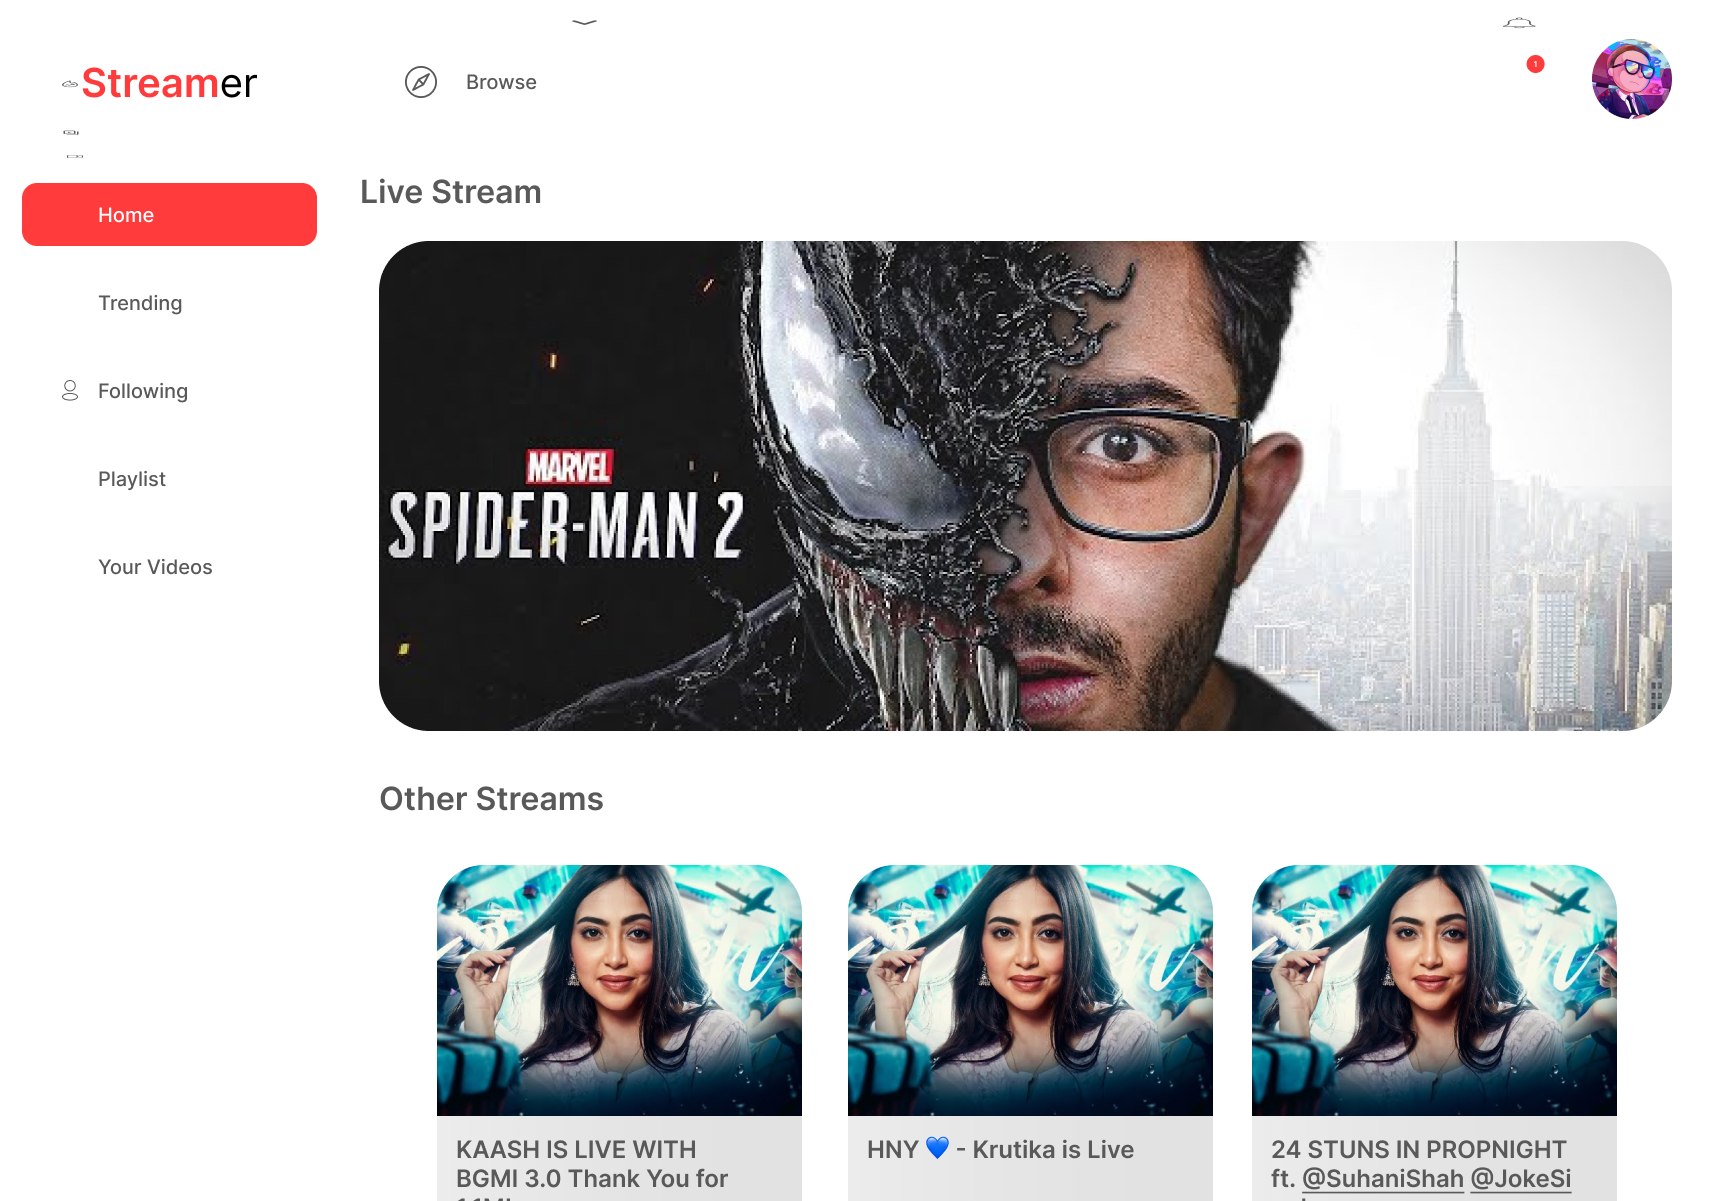 Streamer
Browse
1
Home
Trending
Following
Playlist
Your Videos
Live Stream
MARVEL
SPIDER-MAN 2
Other Streams
KAASH IS LIVE WITH
BGMI 3.0 Thank You for
HNY 💙 - Krutika is Live
24 STUNS IN PROPNIGHT
ft. @SuhaniShah @JokeSi